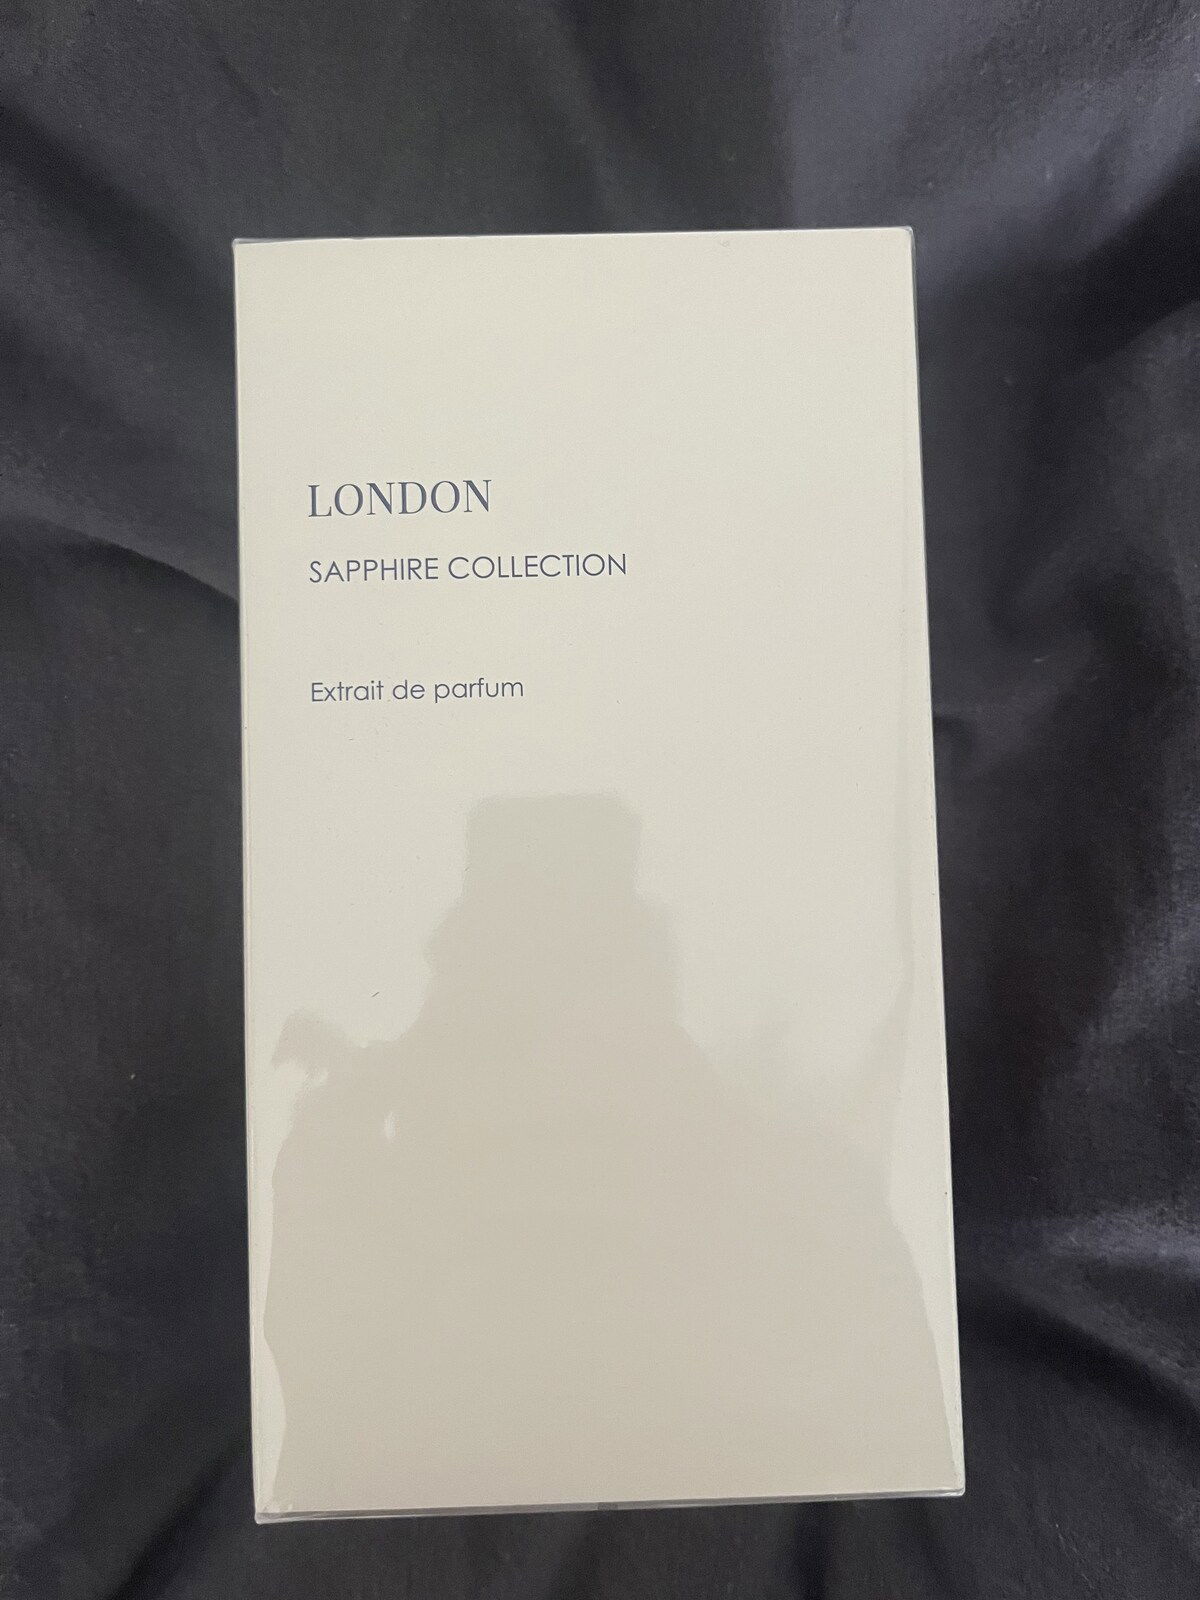 LONDON
SAPPHIRE COLLECTION
Extrait de parfum